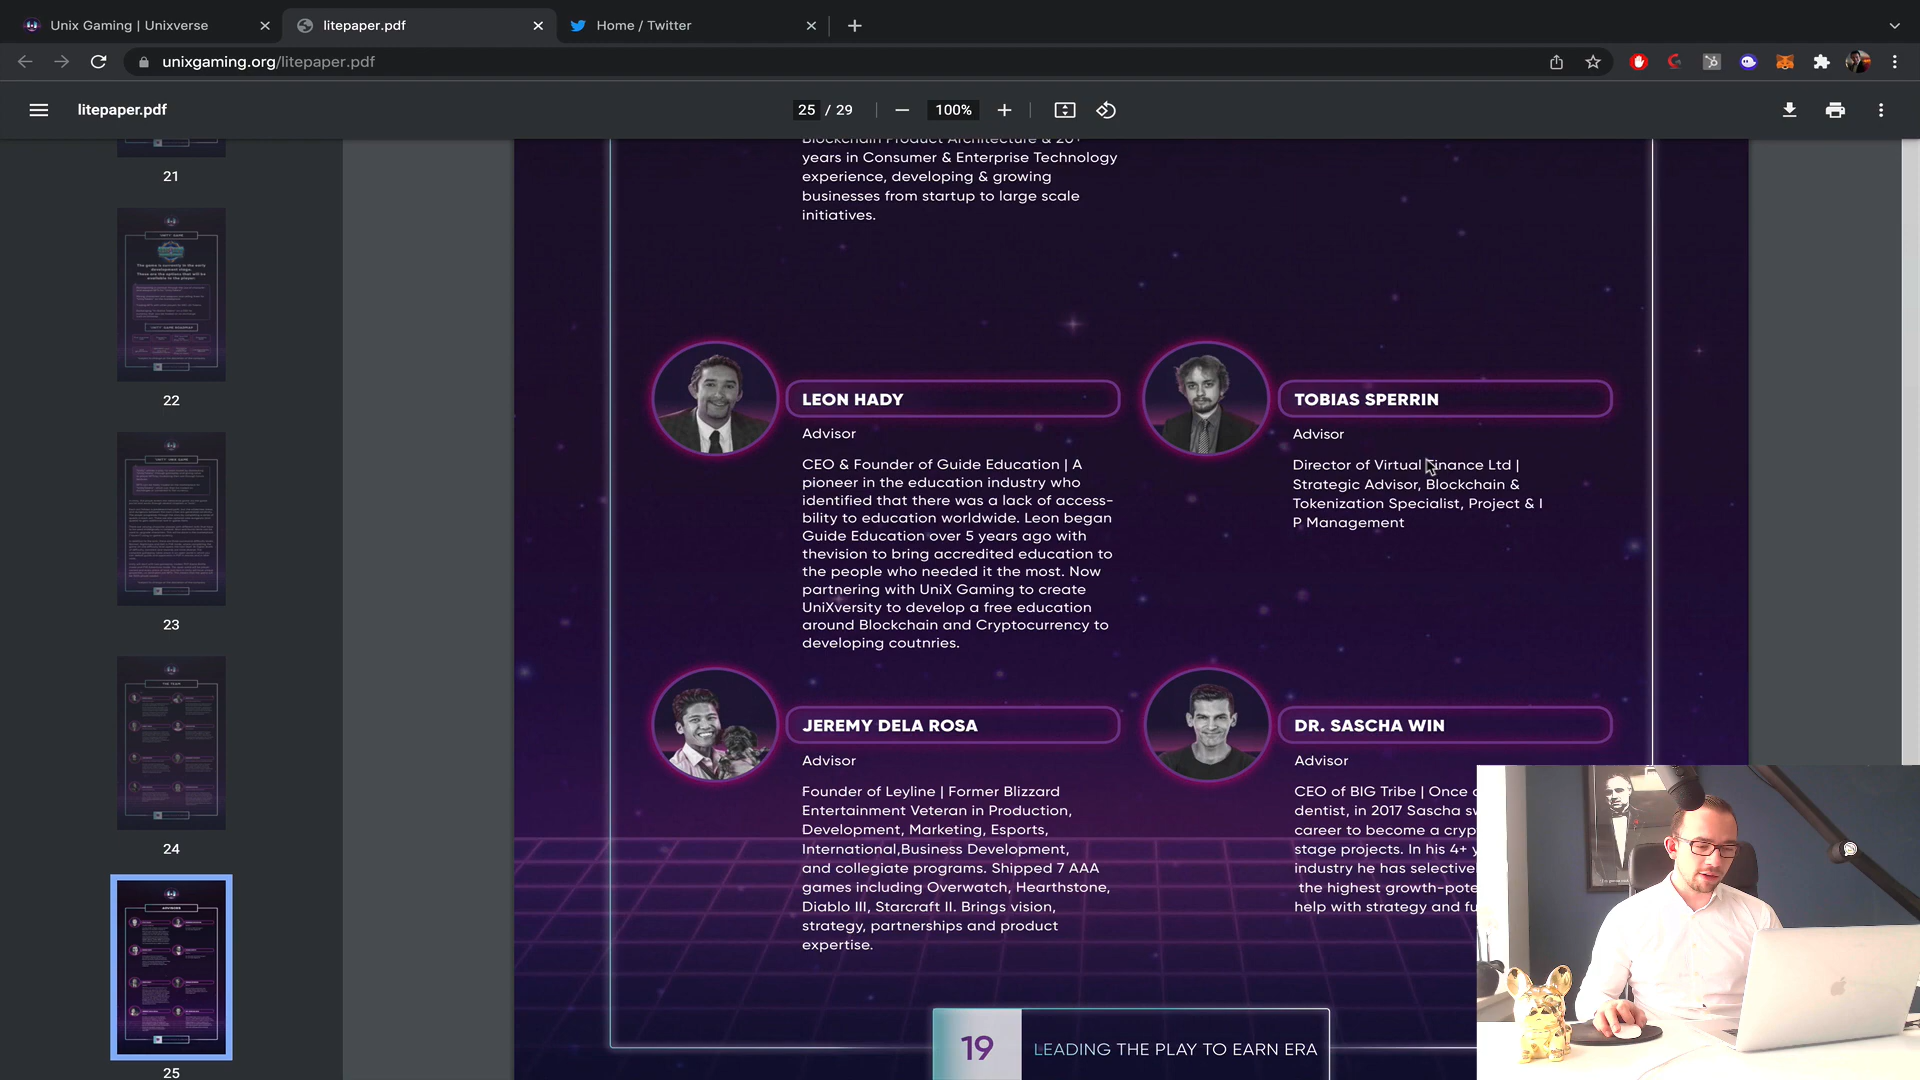 Unix Gaming | Unixverse
litepaper.pdf
Home / Twitter
unixgaming.org/litepaper.pdf
litepaper.pdf
25 / 29
100%
21
22
23
24
25
Blockchain Product Architecture & 20+
years in Consumer & Enterprise Technology
experience, developing & growing
businesses from startup to large scale
initiatives.
LEON HADY
Advisor
CEO & Founder of Guide Education | A
pioneer in the education industry who
identified that there was a lack of access-
bility to education worldwide. Leon began
Guide Education over 5 years ago with
thevision to bring accredited education to
the people who needed it the most. Now
partnering with UniX Gaming to create
UniXversity to develop a free education
around Blockchain and Cryptocurrency to
developing coutnries.
TOBIAS SPERRIN
Advisor
Director of Virtual Finance Ltd |
Strategic Advisor, Blockchain &
Tokenization Specialist, Project & I
P Management
JEREMY DELA ROSA
Advisor
Founder of Leyline | Former Blizzard
Entertainment Veteran in Production,
Development, Marketing, Esports,
International,Business Development,
and collegiate programs. Shipped 7 AAA
games including Overwatch, Hearthstone,
Diablo III, Starcraft II. Brings vision,
strategy, partnerships and product
expertise.
DR. SASCHA WIN
Advisor
CEO of BIG Tribe | Once
dentist, in 2017 Sascha
career to become a
stage projects. In his 4+
industry he has
the highest
help with strategy and
19
LEADING THE PLAY TO EARN ERA